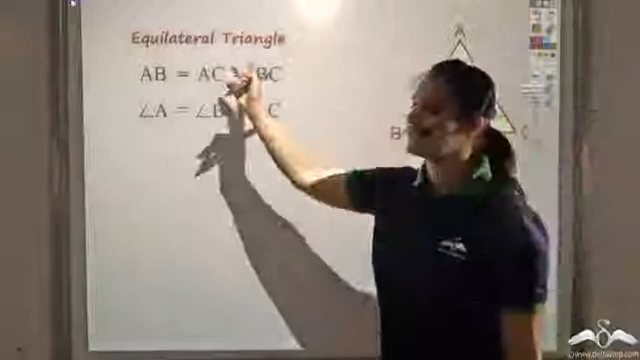 Equilateral Triangle
AB = AC BC
∠A = ∠B C
A
B
C